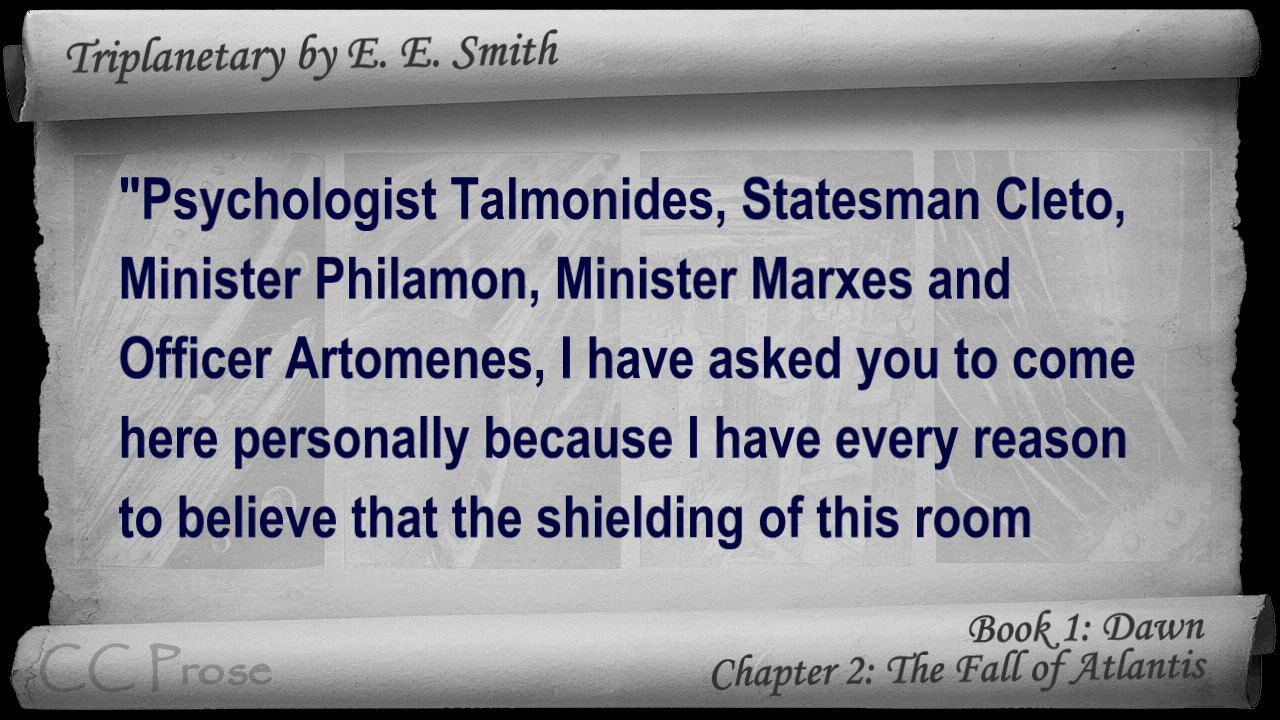 Triplanetary by E. E. Smith
"Psychologist Talmonides, Statesman Cleto,
Minister Philamon, Minister Marxes and
Officer Artomenes, I have asked you to come
here personally because I have every reason
to believe that the shielding of this room
Book 1: Dawn
Chapter 2: The Fall of Atlantis
CC Prose